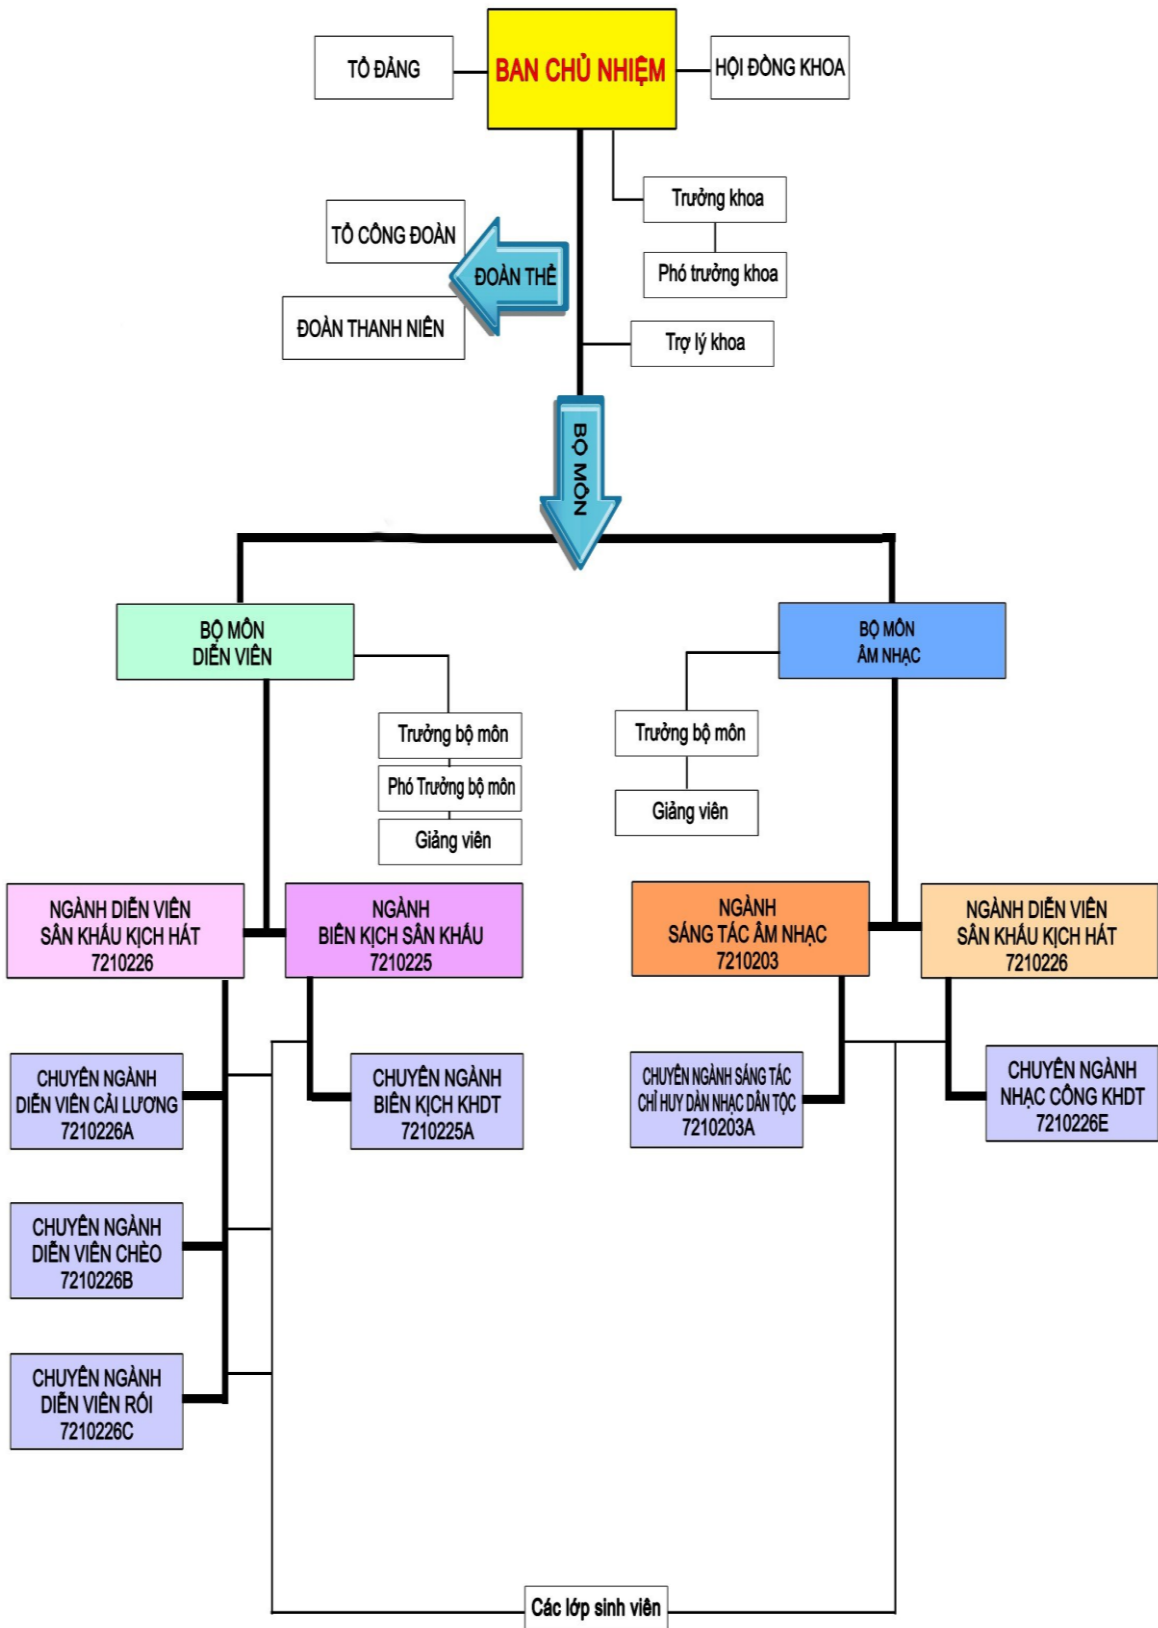 TỔ ĐẢNG
BAN CHỦ NHIỆM
HỘI ĐỒNG KHOA
Trưởng khoa
TỔ CÔNG ĐOÀN
ĐOÀN THỂ
Phó trưởng khoa
ĐOÀN THANH NIÊN
Trợ lý khoa
BỘ MÔN
BỘ MÔN
DIỄN VIÊN
BỘ MÔN
ÂM NHẠC
Trưởng bộ môn
Phó Trưởng bộ môn
Giảng viên
Trưởng bộ môn
Giảng viên
NGÀNH DIỄN VIÊN
SÂN KHẤU KỊCH HÁT
7210226
NGÀNH
BIÊN KỊCH SÂN KHẤU
7210225
NGÀNH
SÁNG TÁC ÂM NHẠC
7210203
NGÀNH DIỄN VIÊN
SÂN KHẤU KỊCH HÁT
7210226
CHUYÊN NGÀNH
DIỄN VIÊN CẢI LƯƠNG
7210226A
CHUYÊN NGÀNH
BIÊN KỊCH KHDT
7210225A
CHUYÊN NGÀNH SÁNG TÁC
CHỈ HUY DÀN NHẠC DÂN TỘC
7210203A
CHUYÊN NGÀNH
NHẠC CÔNG KHDT
7210226E
CHUYÊN NGÀNH
DIỄN VIÊN CHÈO
7210226B
CHUYÊN NGÀNH
DIỄN VIÊN RỐI
7210226C
Các lớp sinh viên